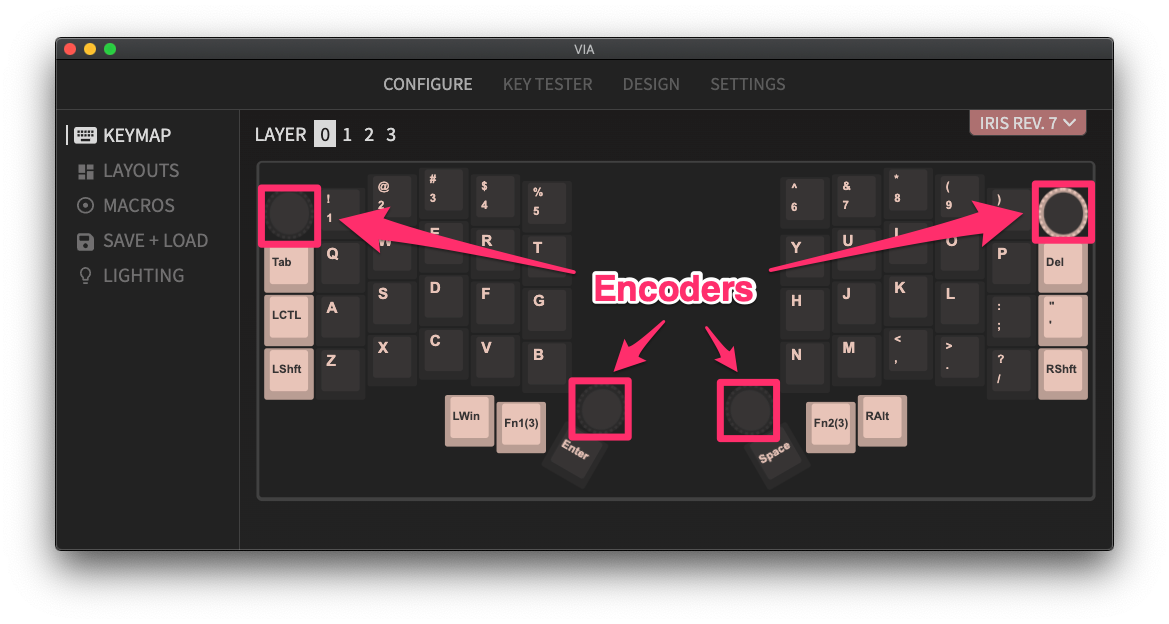 VIA
CONFIGURE KEY TESTER DESIGN SETTINGS
IRIS REV. 7
KEYMAP
LAYOUTS
MACROS
SAVE + LOAD
LIGHTING
LAYER 0 1 2 3
! @ # $ % ^ & * ( )
1 2 3 4 5 6 7 8 9
Tab Q W E R T Y U I O P Del
LCTL A S D F G H J K L : ; " '
LShft Z X C V B N M < , > . ? / RShft
Encoders
LWin Fn1(3) Enter Space Fn2(3) RAlt